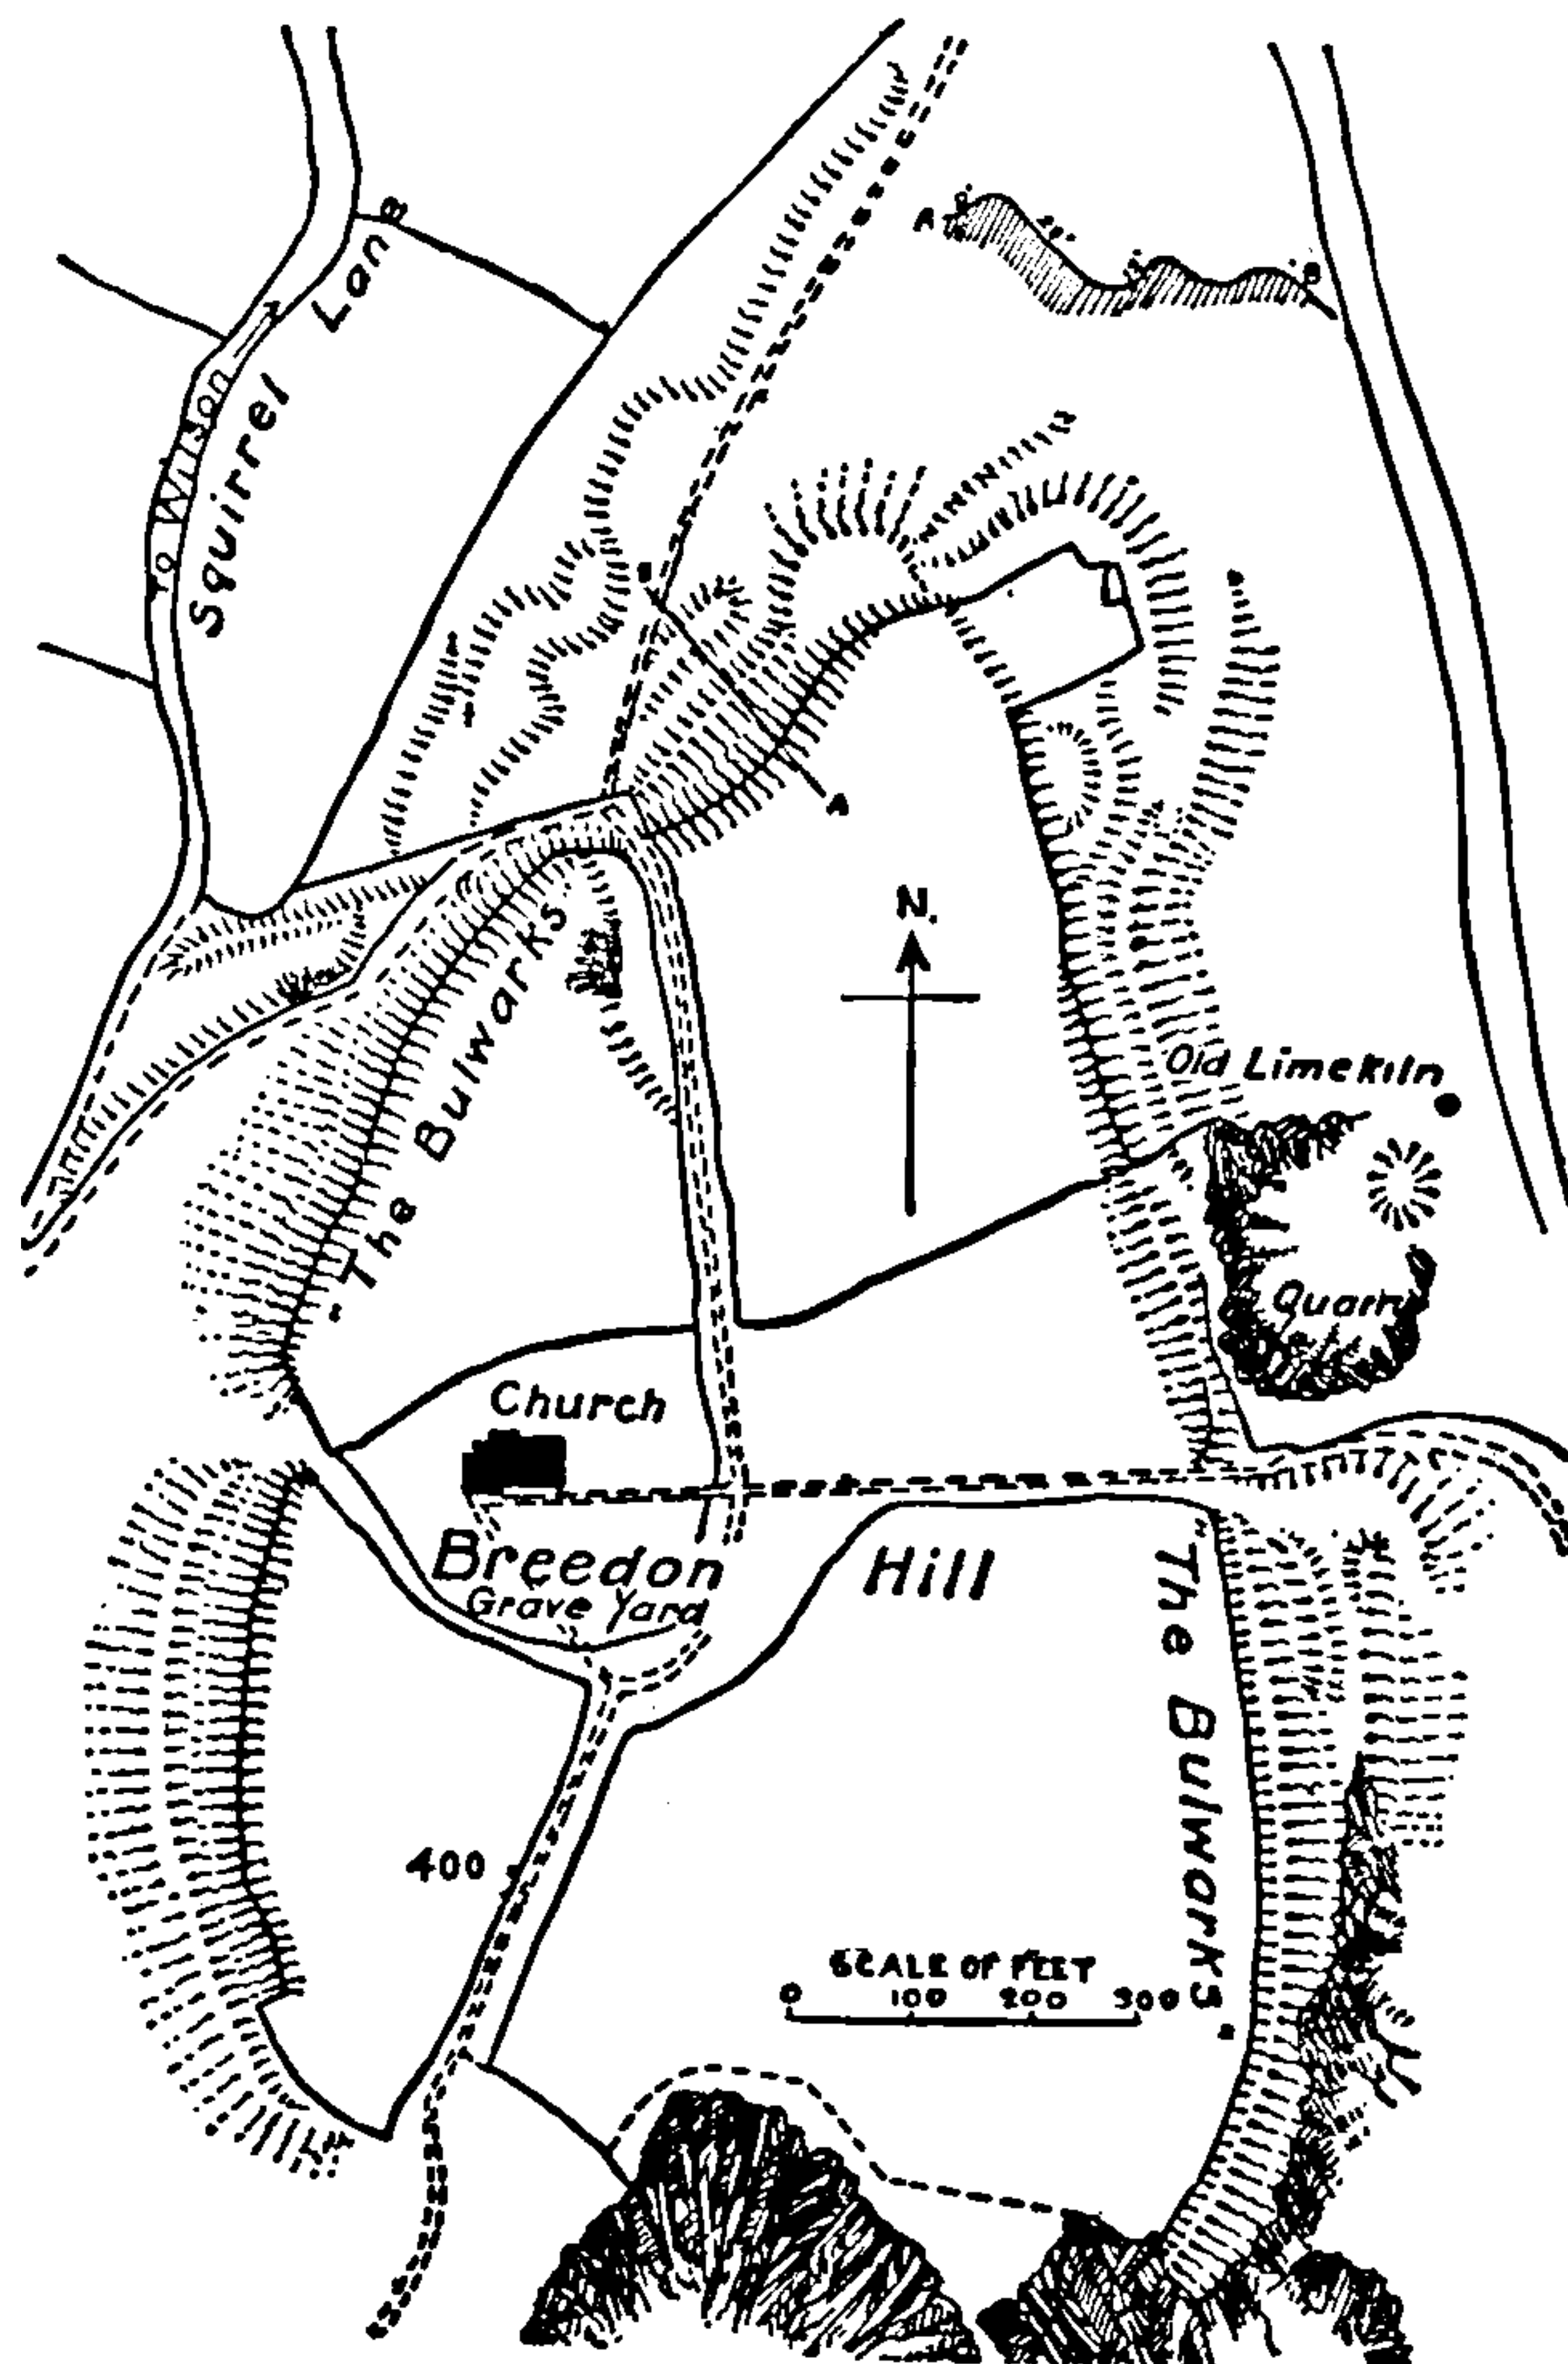 Squirrel Lane
To Wilson
A
B
B
A
N.
"The Bulwarks"
Old Limekiln
Quarry
Church
Breedon Hill
Grave Yard
"The Bulwarks"
400
SCALE OF FEET
0 100 200 300